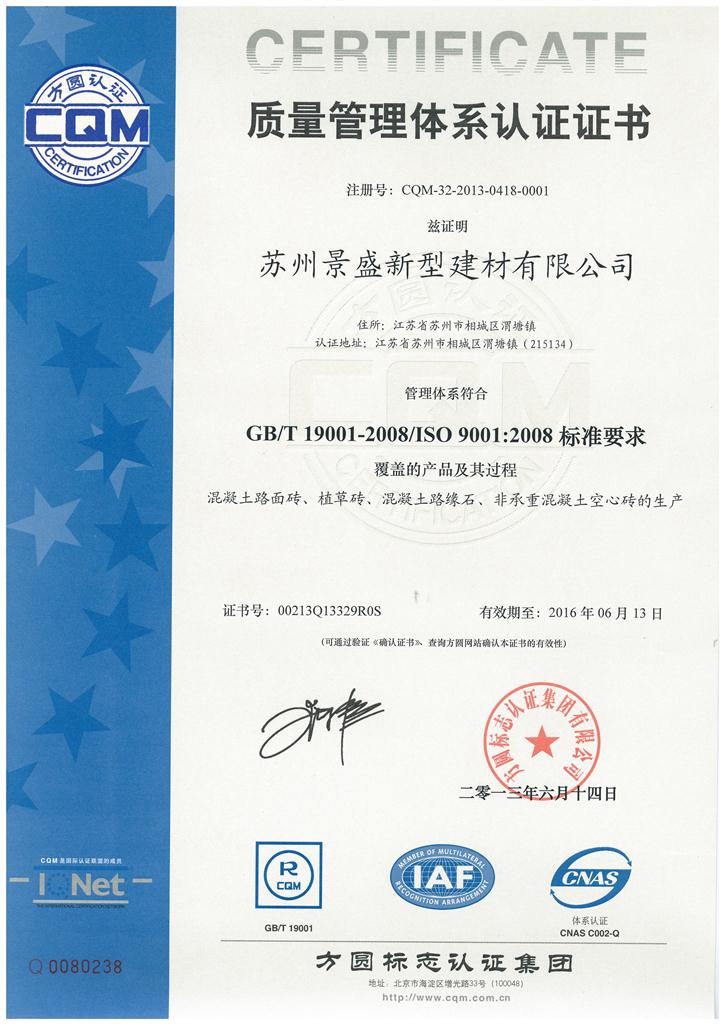 CERTIFICATE
方圆认证
CQM
CERTIFICATION
质量管理体系认证证书
注册号：CQM-32-2013-0418-0001
兹证明
苏州景盛新型建材有限公司
住所：江苏省苏州市相城区渭塘镇
认证地址：江苏省苏州市相城区渭塘镇（215134）
管理体系符合
GB/T 19001-2008/ISO 9001:2008 标准要求
覆盖的产品及其过程
混凝土路面砖、植草砖、混凝土路缘石、非承重混凝土空心砖的生产
证书号：00213Q13329R0S
有效期至：2016 年 06 月 13 日
(可通过验证《确认证书》、查询方圆网站确认本证书的有效性)
方圆标志认证集团有限公司
二零一三年六月十四日
CQM 是国际认证联盟的成员
IQNet
THE INTERNATIONAL CERTIFICATION NETWORK
Q 0080238
R
CQM
GB/T 19001
MEMBER OF MULTILATERAL
IAF
RECOGNITION ARRANGEMENT
CNAS
体系认证
CNAS C002-Q
方圆标志认证集团
地址：北京市海淀区增光路33号（100048）
http://www.cqm.com.cn